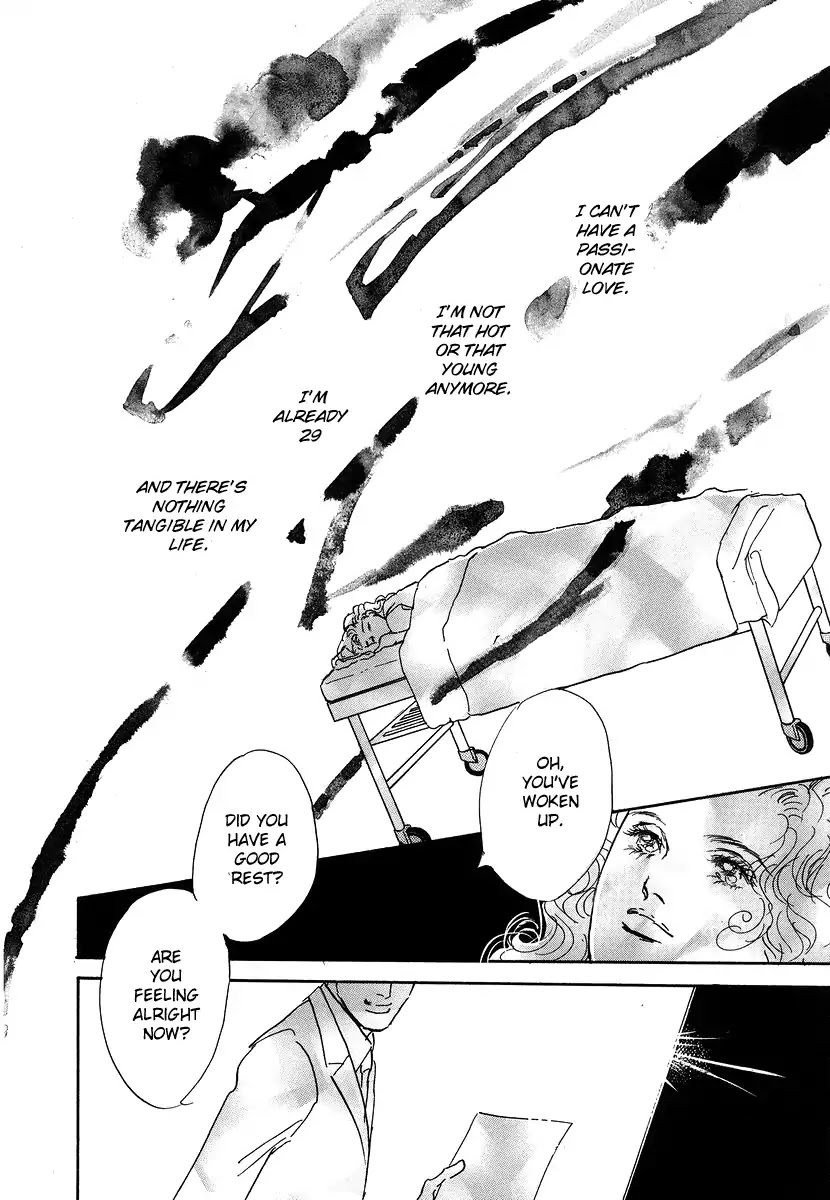 I CAN'T
HAVE A
PASSI-
ONATE
LOVE.
I'M NOT
THAT HOT
OR THAT
YOUNG
ANYMORE.
I'M
ALREADY
29
AND THERE'S
NOTHING
TANGIBLE IN MY
LIFE.
OH,
YOU'VE
WOKEN
UP.
DID YOU
HAVE A
GOOD
REST?
ARE
YOU
FEELING
ALRIGHT
NOW?